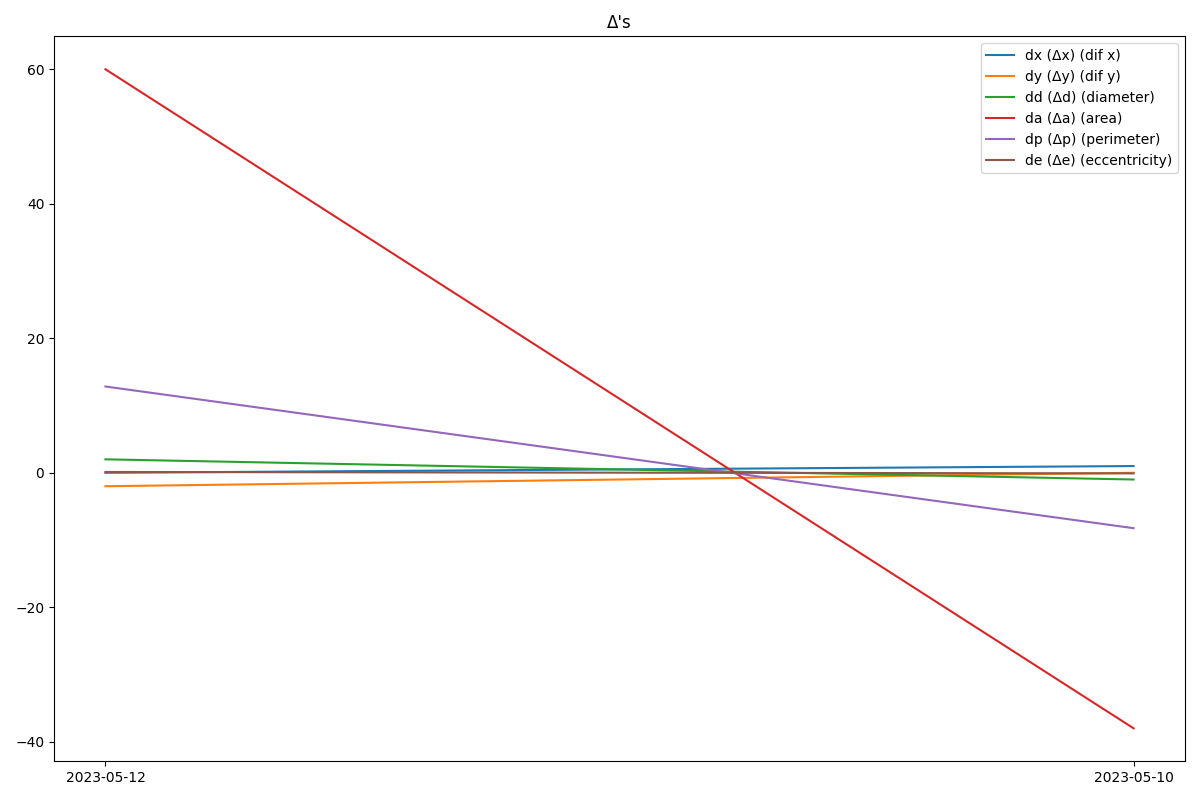 Δ's
dx (Δx) (dif x)
dy (Δy) (dif y)
dd (Δd) (diameter)
da (Δa) (area)
dp (Δp) (perimeter)
de (Δe) (eccentricity)
60
40
20
0
−20
−40
2023-05-12
2023-05-10